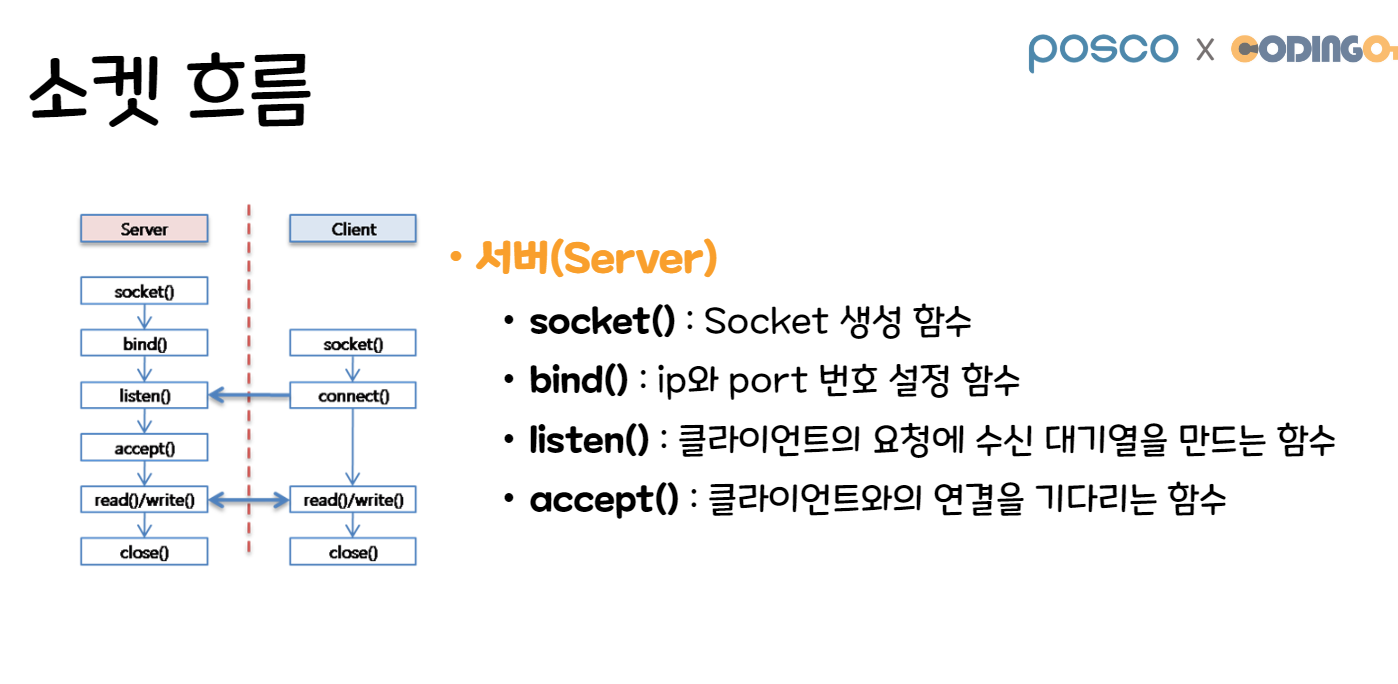 소켓 흐름
posco x CODINGO
Server
Client
socket()
bind()
listen()
accept()
read()/write()
close()
socket()
connect()
read()/write()
close()
• 서버(Server)
• socket() : Socket 생성 함수
• bind() : ip와 port 번호 설정 함수
• listen() : 클라이언트의 요청에 수신 대기열을 만드는 함수
• accept() : 클라이언트와의 연결을 기다리는 함수